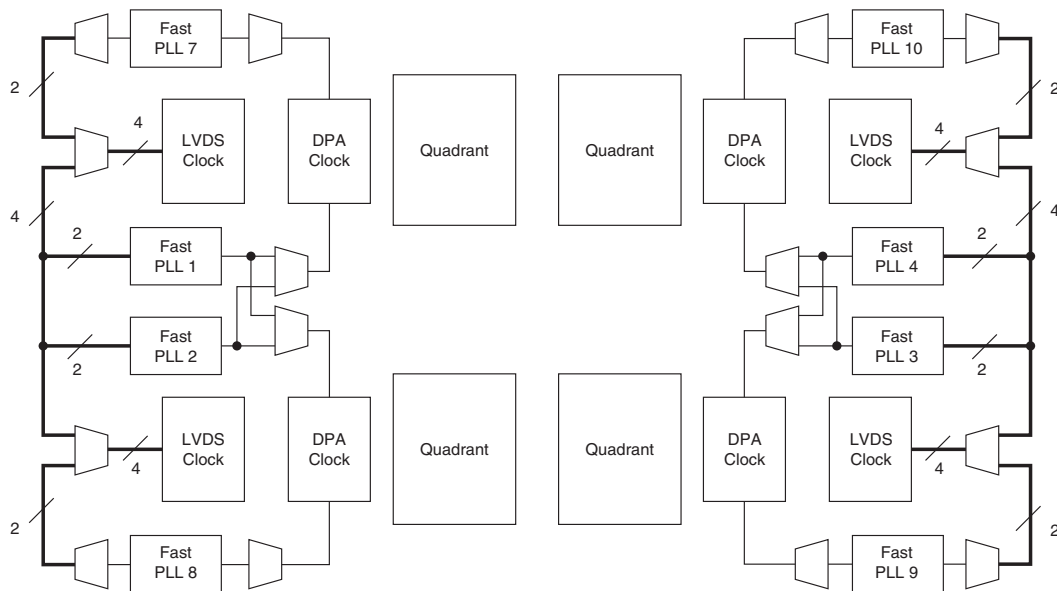 Fast
PLL 7
Fast
PLL 10
2
2
4
LVDS
Clock
DPA
Clock
Quadrant
Quadrant
DPA
Clock
LVDS
Clock
4
4
4
2
Fast
PLL 1
Fast
PLL 4
2
Fast
PLL 2
2
Fast
PLL 3
2
LVDS
Clock
4
DPA
Clock
Quadrant
Quadrant
DPA
Clock
LVDS
Clock
4
2
2
Fast
PLL 8
Fast
PLL 9